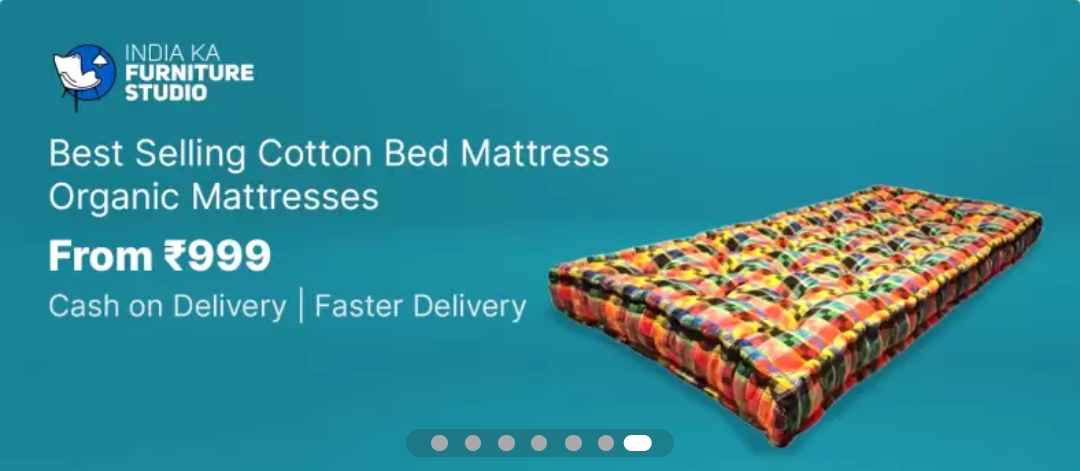 INDIA KA
FURNITURE
STUDIO
Best Selling Cotton Bed Mattress
Organic Mattresses
From ₹999
Cash on Delivery | Faster Delivery